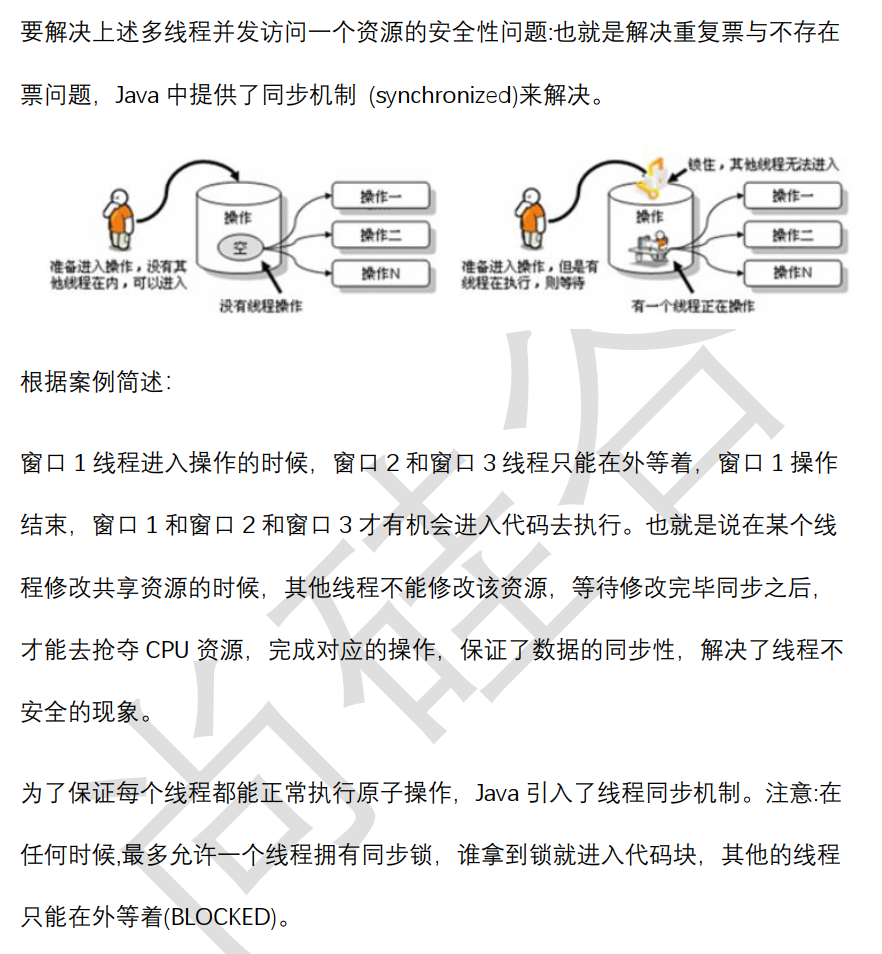 要解决上述多线程并发访问一个资源的安全性问题:也就是解决重复票与不存在
票问题，Java 中提供了同步机制 (synchronized)来解决。
操作
空
操作一
操作二
操作N
准备进入操作，没有其
他线程在内，可以进入
没有线程操作
锁住，其他线程无法进入
操作
操作一
操作二
操作N
准备进入操作，但是有
线程在执行，则等待
有一个线程正在操作
根据案例简述：
窗口 1 线程进入操作的时候，窗口 2 和窗口 3 线程只能在外等着，窗口 1 操作
结束，窗口 1 和窗口 2 和窗口 3 才有机会进入代码去执行。也就是说在某个线
程修改共享资源的时候，其他线程不能修改该资源，等待修改完毕同步之后，
才能去抢夺 CPU 资源，完成对应的操作，保证了数据的同步性，解决了线程不
安全的现象。
为了保证每个线程都能正常执行原子操作，Java 引入了线程同步机制。注意:在
任何时候,最多允许一个线程拥有同步锁，谁拿到锁就进入代码块，其他的线程
只能在外等着(BLOCKED)。
尚硅谷